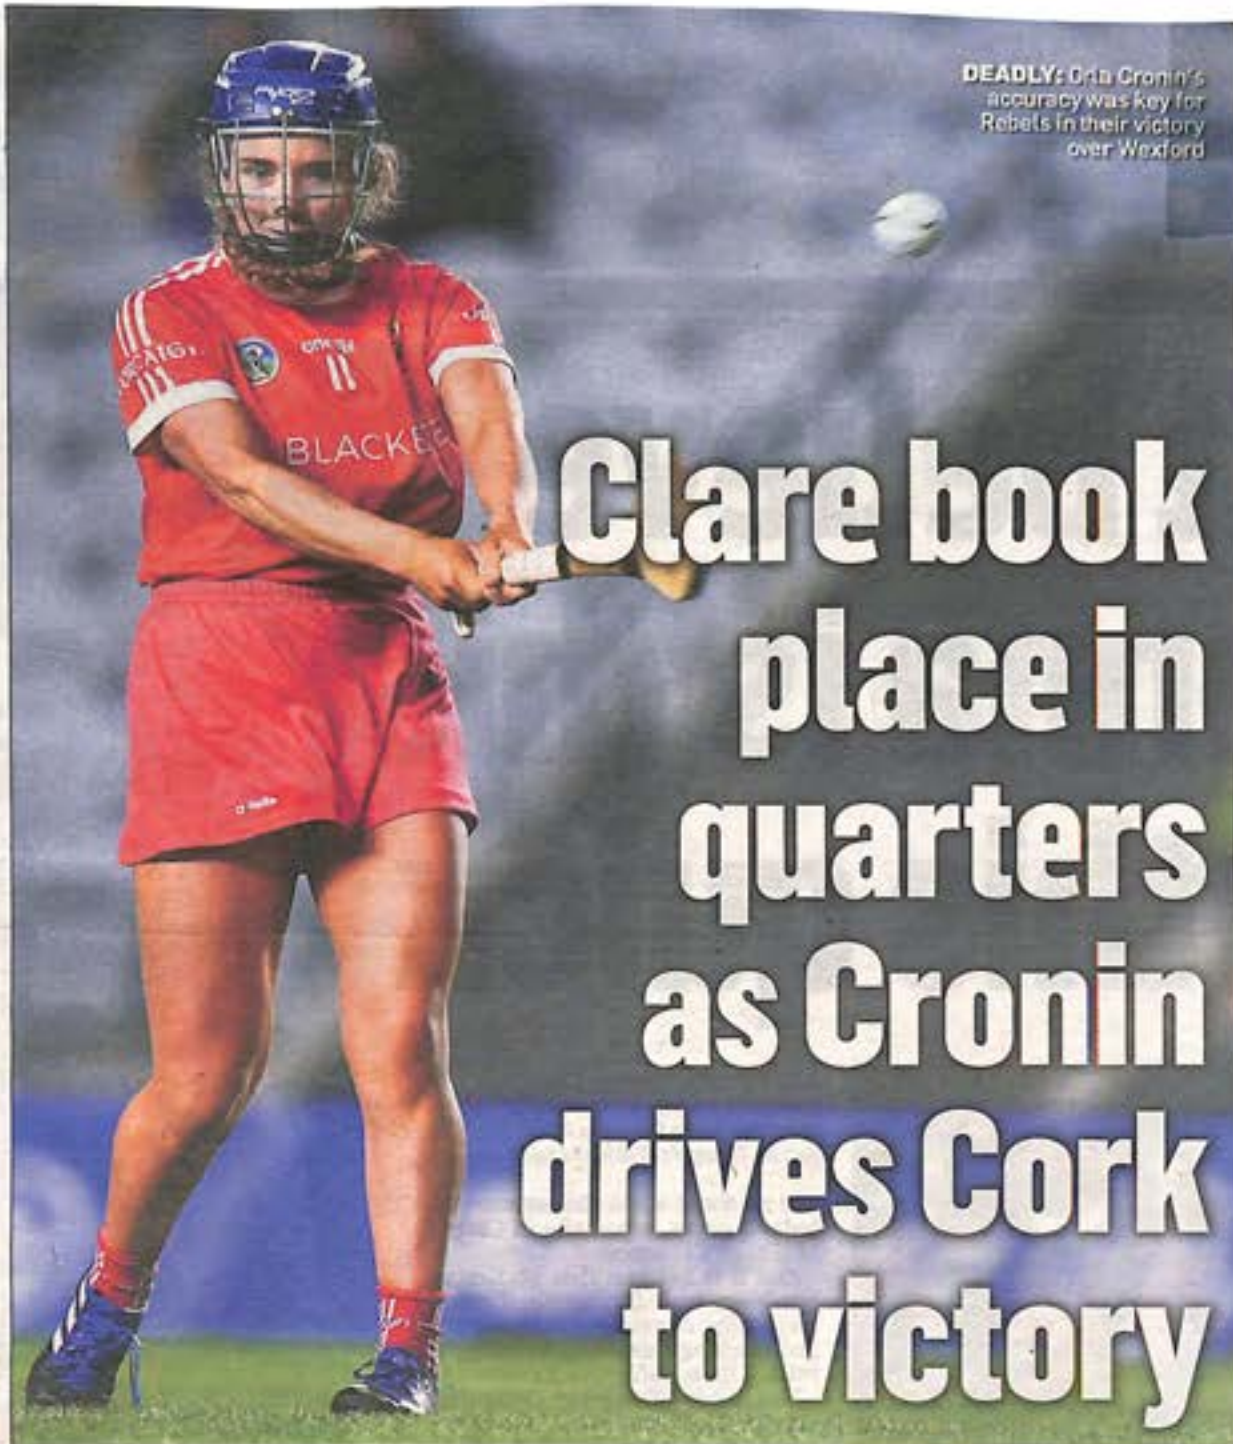 DEADLY: Orla Cronin's
accuracy was key for
Rebels in their victory
over Wexford
11
BLACKE
Clare book
place in
quarters
as Cronin
drives Cork
to victory